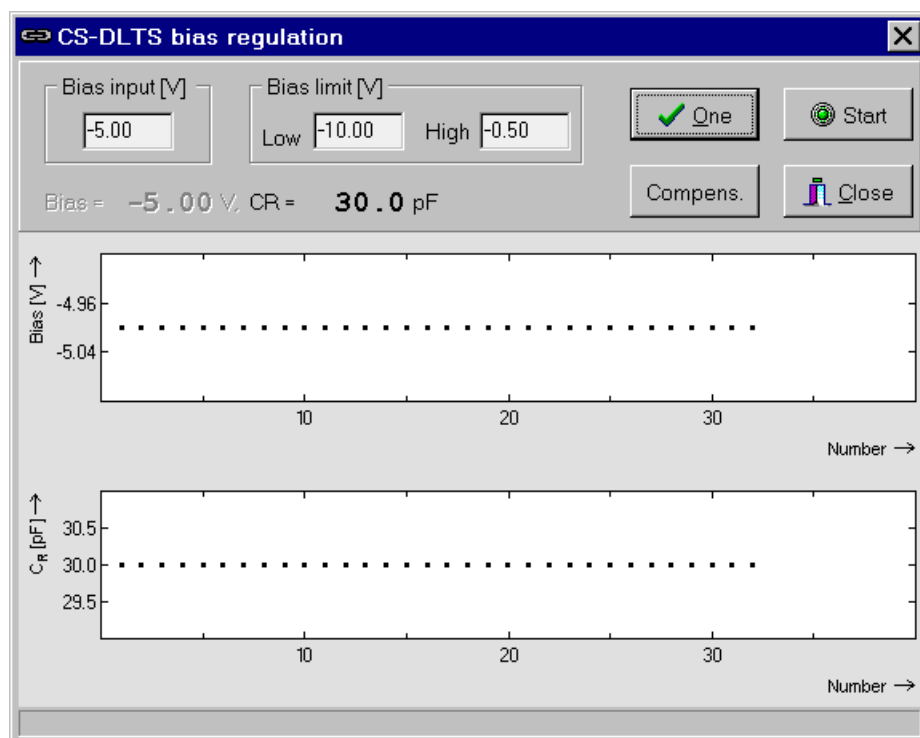 CS-DLTS bias regulation
Bias input [V]
-5.00
Bias limit [V]
Low -10.00 High -0.50
One
Start
Bias = -5.00 V, CR = 30.0 pF
Compens.
Close
Bias [V] →
-4.96
-5.04
10 20 30
Number →
CR [pF] →
30.5
30.0
29.5
10 20 30
Number →